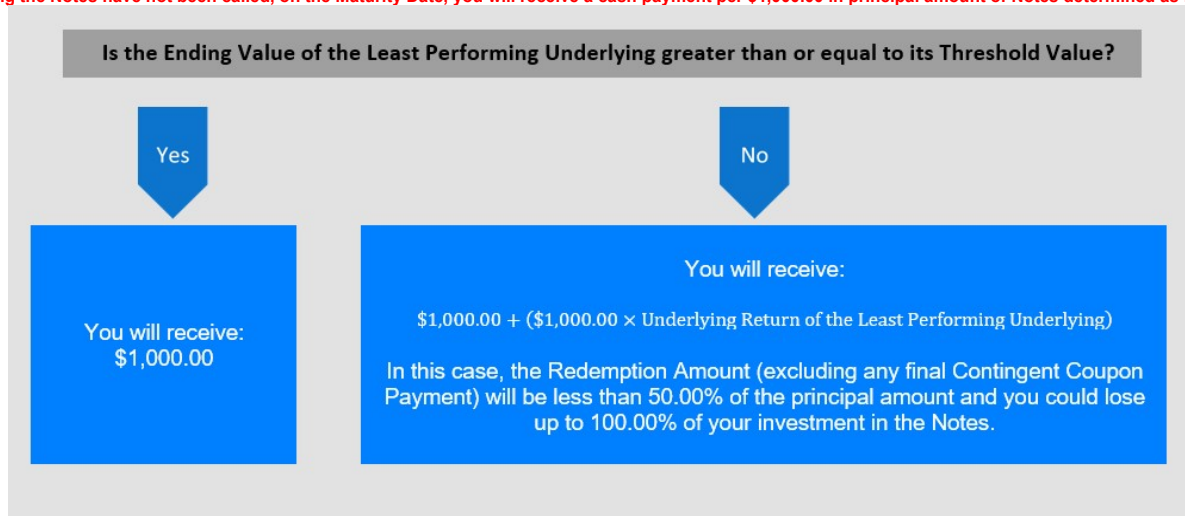 Is the Ending Value of the Least Performing Underlying greater than or equal to its Threshold Value?
Yes
No
You will receive:
$1,000.00
You will receive:
$1,000.00 + ($1,000.00 × Underlying Return of the Least Performing Underlying)
In this case, the Redemption Amount (excluding any final Contingent Coupon
Payment) will be less than 50.00% of the principal amount and you could lose
up to 100.00% of your investment in the Notes.